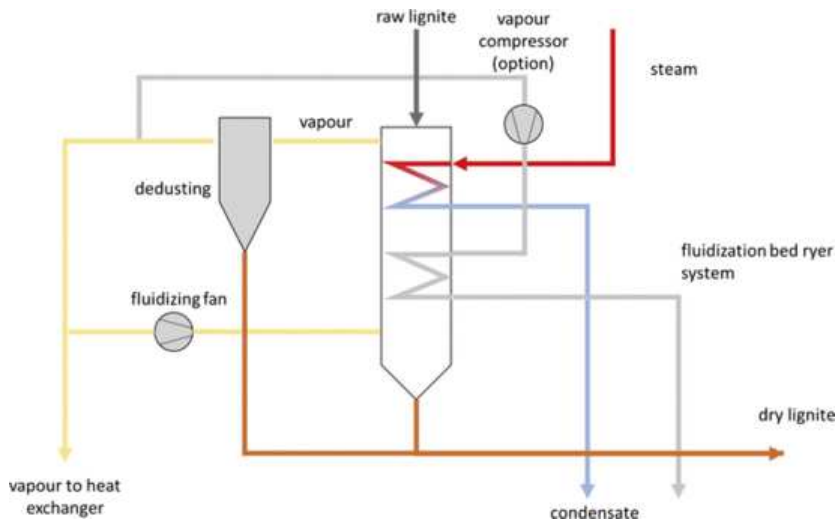 raw lignite
vapour
compressor
(option)
steam
vapour
dedusting
fluidizing fan
fluidization bed ryer
system
dry lignite
vapour to heat
exchanger
condensate